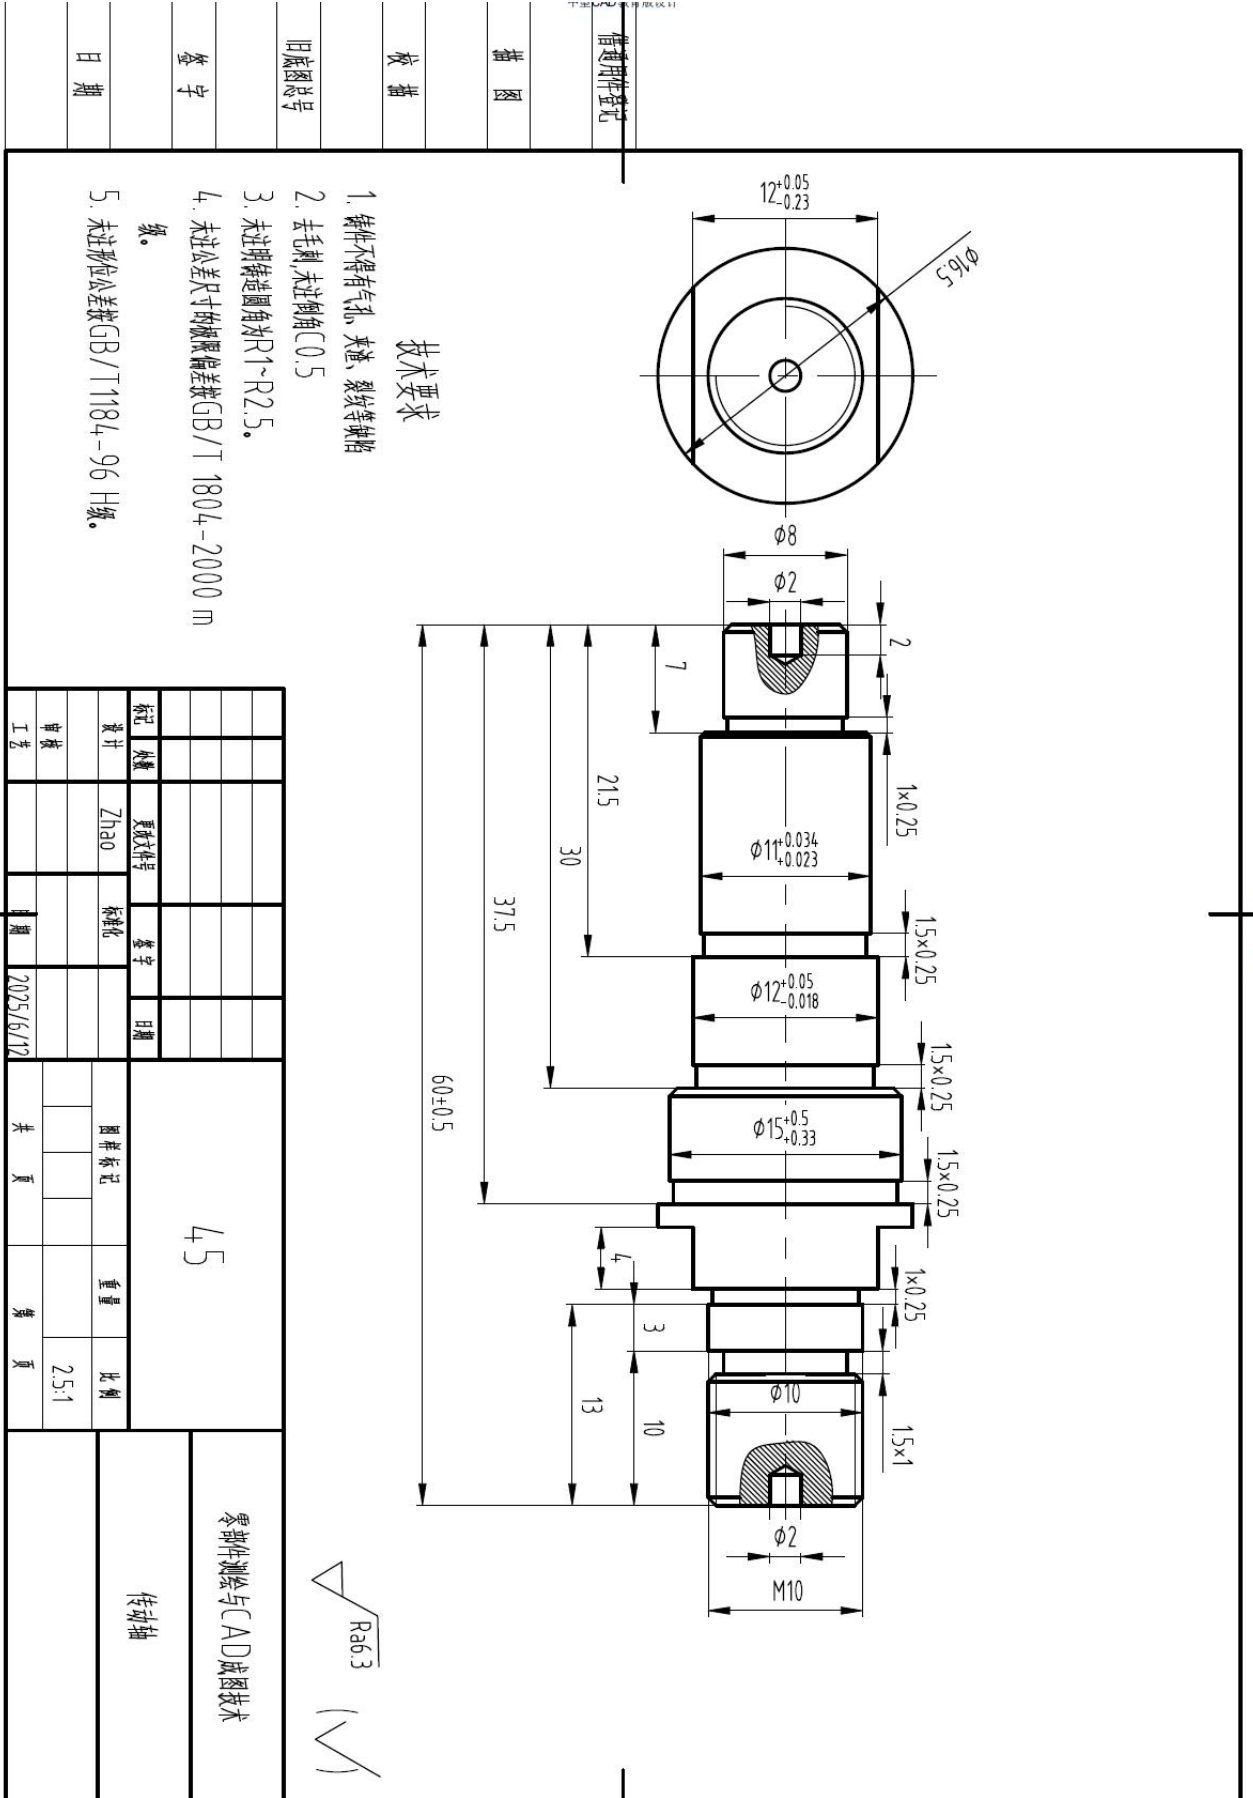 借通用件登记
描 图
校 描
旧底图总号
签 字
日 期
12+0.05
-0.23
ϕ16.5
ϕ8
ϕ2
2
7
1×0.25
21.5
30
37.5
60±0.5
ϕ11+0.034
+0.023
1.5×0.25
ϕ12+0.05
-0.018
1.5×0.25
ϕ15+0.5
+0.33
1.5×0.25
4
1×0.25
3
13
10
1.5×1
ϕ10
ϕ2
M10
技术要求
1. 铸件不得有气孔、夹渣、裂纹等缺陷
2. 去毛刺,未注倒角C0.5
3. 未注明铸造圆角为R1~R2.5。
4. 未注公差尺寸的极限偏差按GB/T 1804-2000 m
级。
5. 未注形位公差按GB/T1184-96 H级。
Ra6.3
标记
处数
更改文件号
签 字
日期
设计
Zhao
标准化
审核
工艺
日期
2025/6/12
45
图样标记
重量
比例
2.5:1
共 页
第 页
零部件测绘与CAD成图技术
传动轴